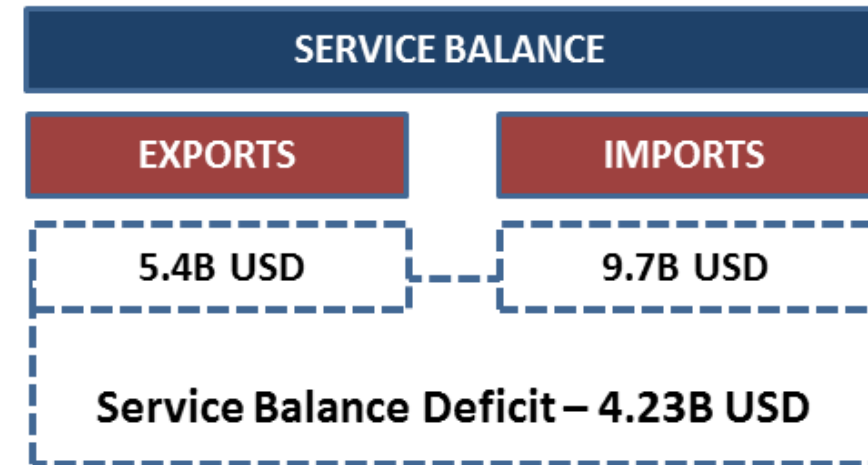 SERVICE BALANCE
EXPORTS
IMPORTS
5.4B USD
9.7B USD
Service Balance Deficit – 4.23B USD